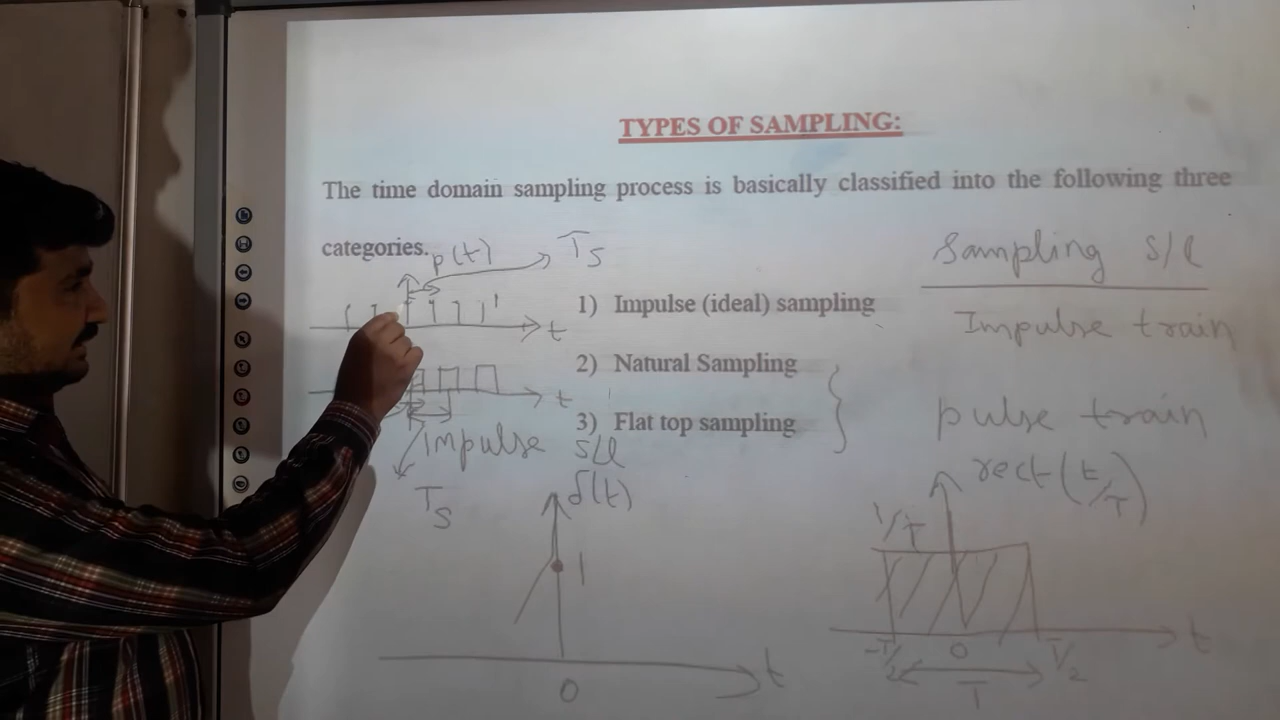 TYPES OF SAMPLING:
The time domain sampling process is basically classified into the following three
categories.
p(t)
Ts
t
1) Impulse (ideal) sampling
2) Natural Sampling
3) Flat top sampling
t
Sampling S/l
Impulse train
pulse train
Impulse S/l
Ts
δ(t)
1
0
t
rect(t/T)
1/T
-T/2
0
T/2
t
T